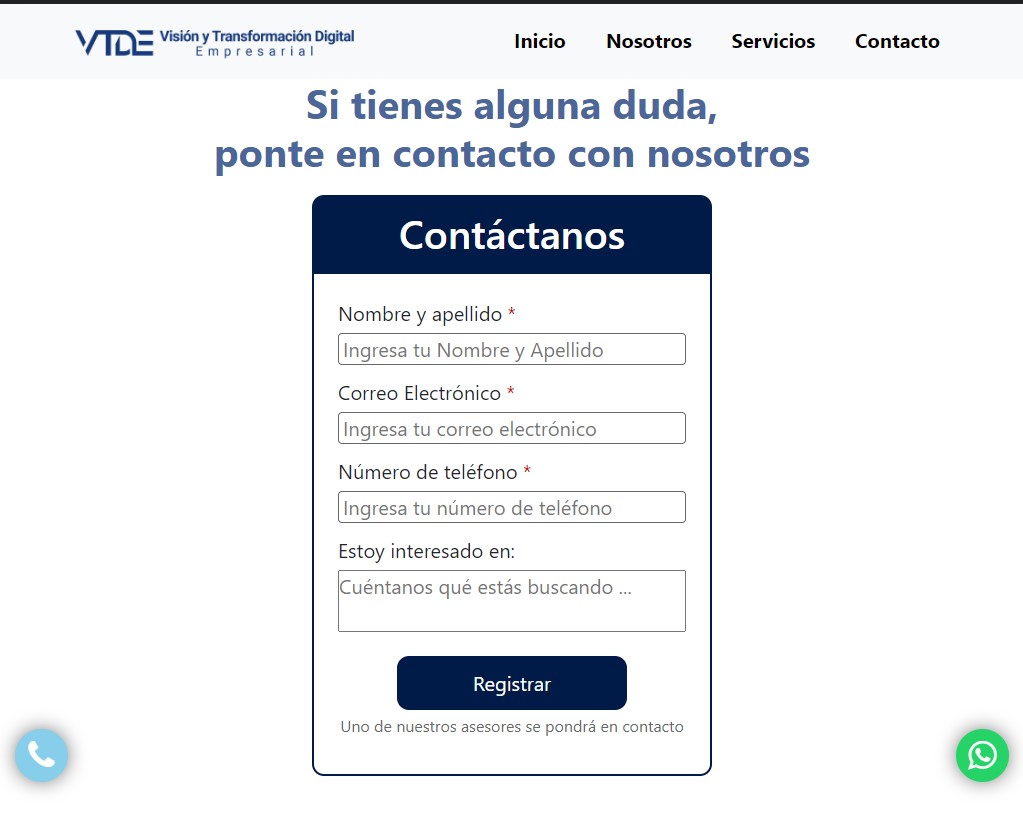 VTDE Visión y Transformación Digital
Empresarial
Inicio Nosotros Servicios Contacto
Si tienes alguna duda,
ponte en contacto con nosotros
Contáctanos
Nombre y apellido *
Ingresa tu Nombre y Apellido
Correo Electrónico *
Ingresa tu correo electrónico
Número de teléfono *
Ingresa tu número de teléfono
Estoy interesado en:
Cuéntanos qué estás buscando ...
Registrar
Uno de nuestros asesores se pondrá en contacto